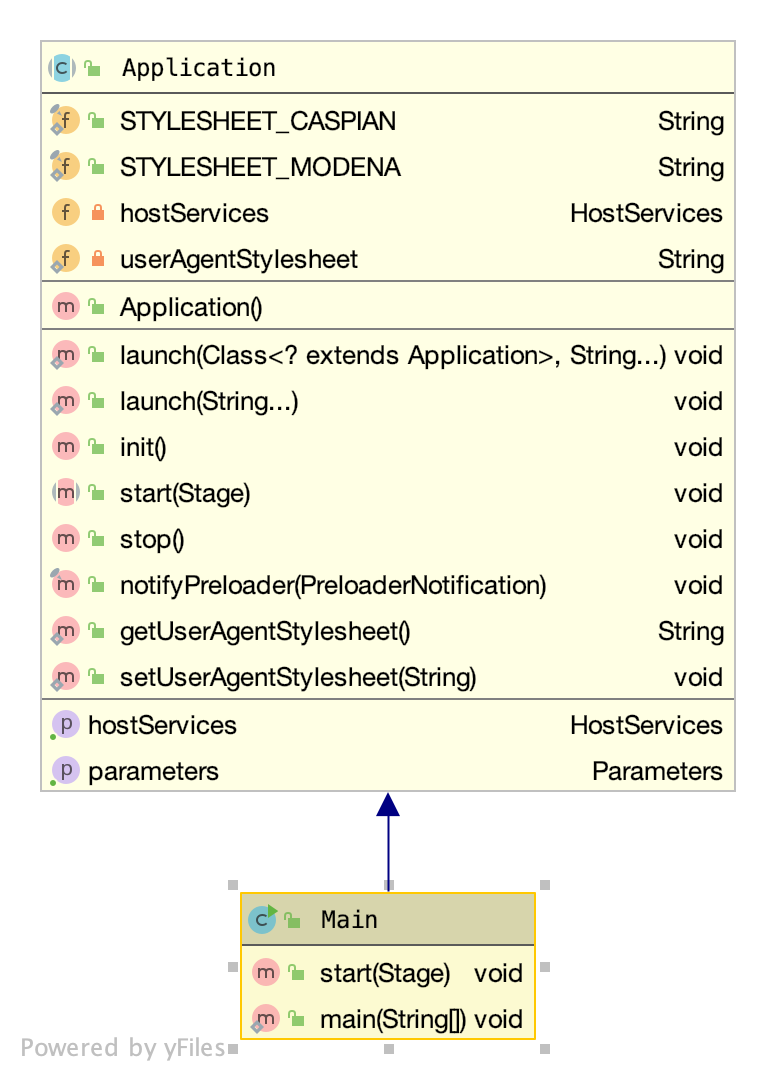 Application
STYLESHEET_CASPIAN String
STYLESHEET_MODENA String
hostServices HostServices
userAgentStylesheet String
Application()
launch(Class<? extends Application>, String...) void
launch(String...) void
init() void
start(Stage) void
stop() void
notifyPreloader(PreloaderNotification) void
getUserAgentStylesheet() String
setUserAgentStylesheet(String) void
hostServices HostServices
parameters Parameters
Main
start(Stage) void
main(String[]) void
Powered by yFiles